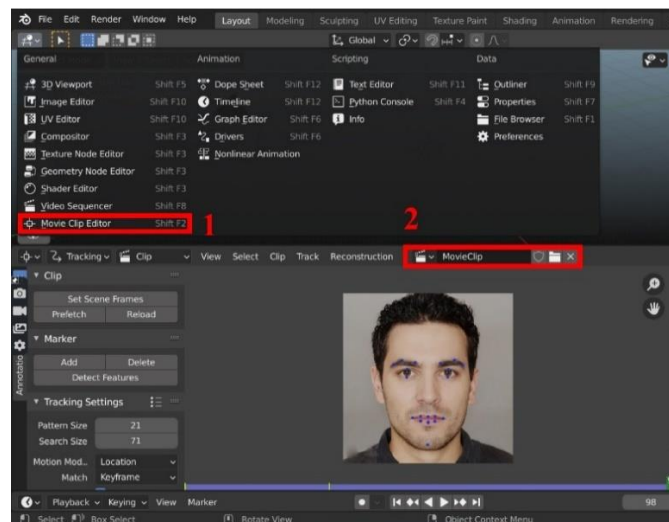 File Edit Render Window Help Layout Modeling Sculpting UV Editing Texture Paint Shading Animation Rendering
Global
General Animation Scripting Data
3D Viewport Shift F5 Dope Sheet Shift F12 Text Editor Shift F11 Outliner Shift F9
Image Editor Shift F10 Timeline Shift F12 Python Console Shift F4 Properties Shift F7
UV Editor Shift F10 Graph Editor Shift F6 Info File Browser Shift F1
Compositor Shift F3 Drivers Shift F6 Preferences
Texture Node Editor Shift F3 Nonlinear Animation
Geometry Node Editor Shift F3
Shader Editor Shift F3
Video Sequencer Shift F8
Movie Clip Editor Shift F2 1 2
Tracking Clip View Select Clip Track Reconstruction MovieClip
Clip
Set Scene Frames
Prefetch Reload
Marker
Add Delete
Detect Features
Annotatio
Tracking Settings
Pattern Size 21
Search Size 71
Motion Mod.. Location
Match Keyframe
Playback Keying View Marker 98
Select Box Select Rotate View Object Context Menu